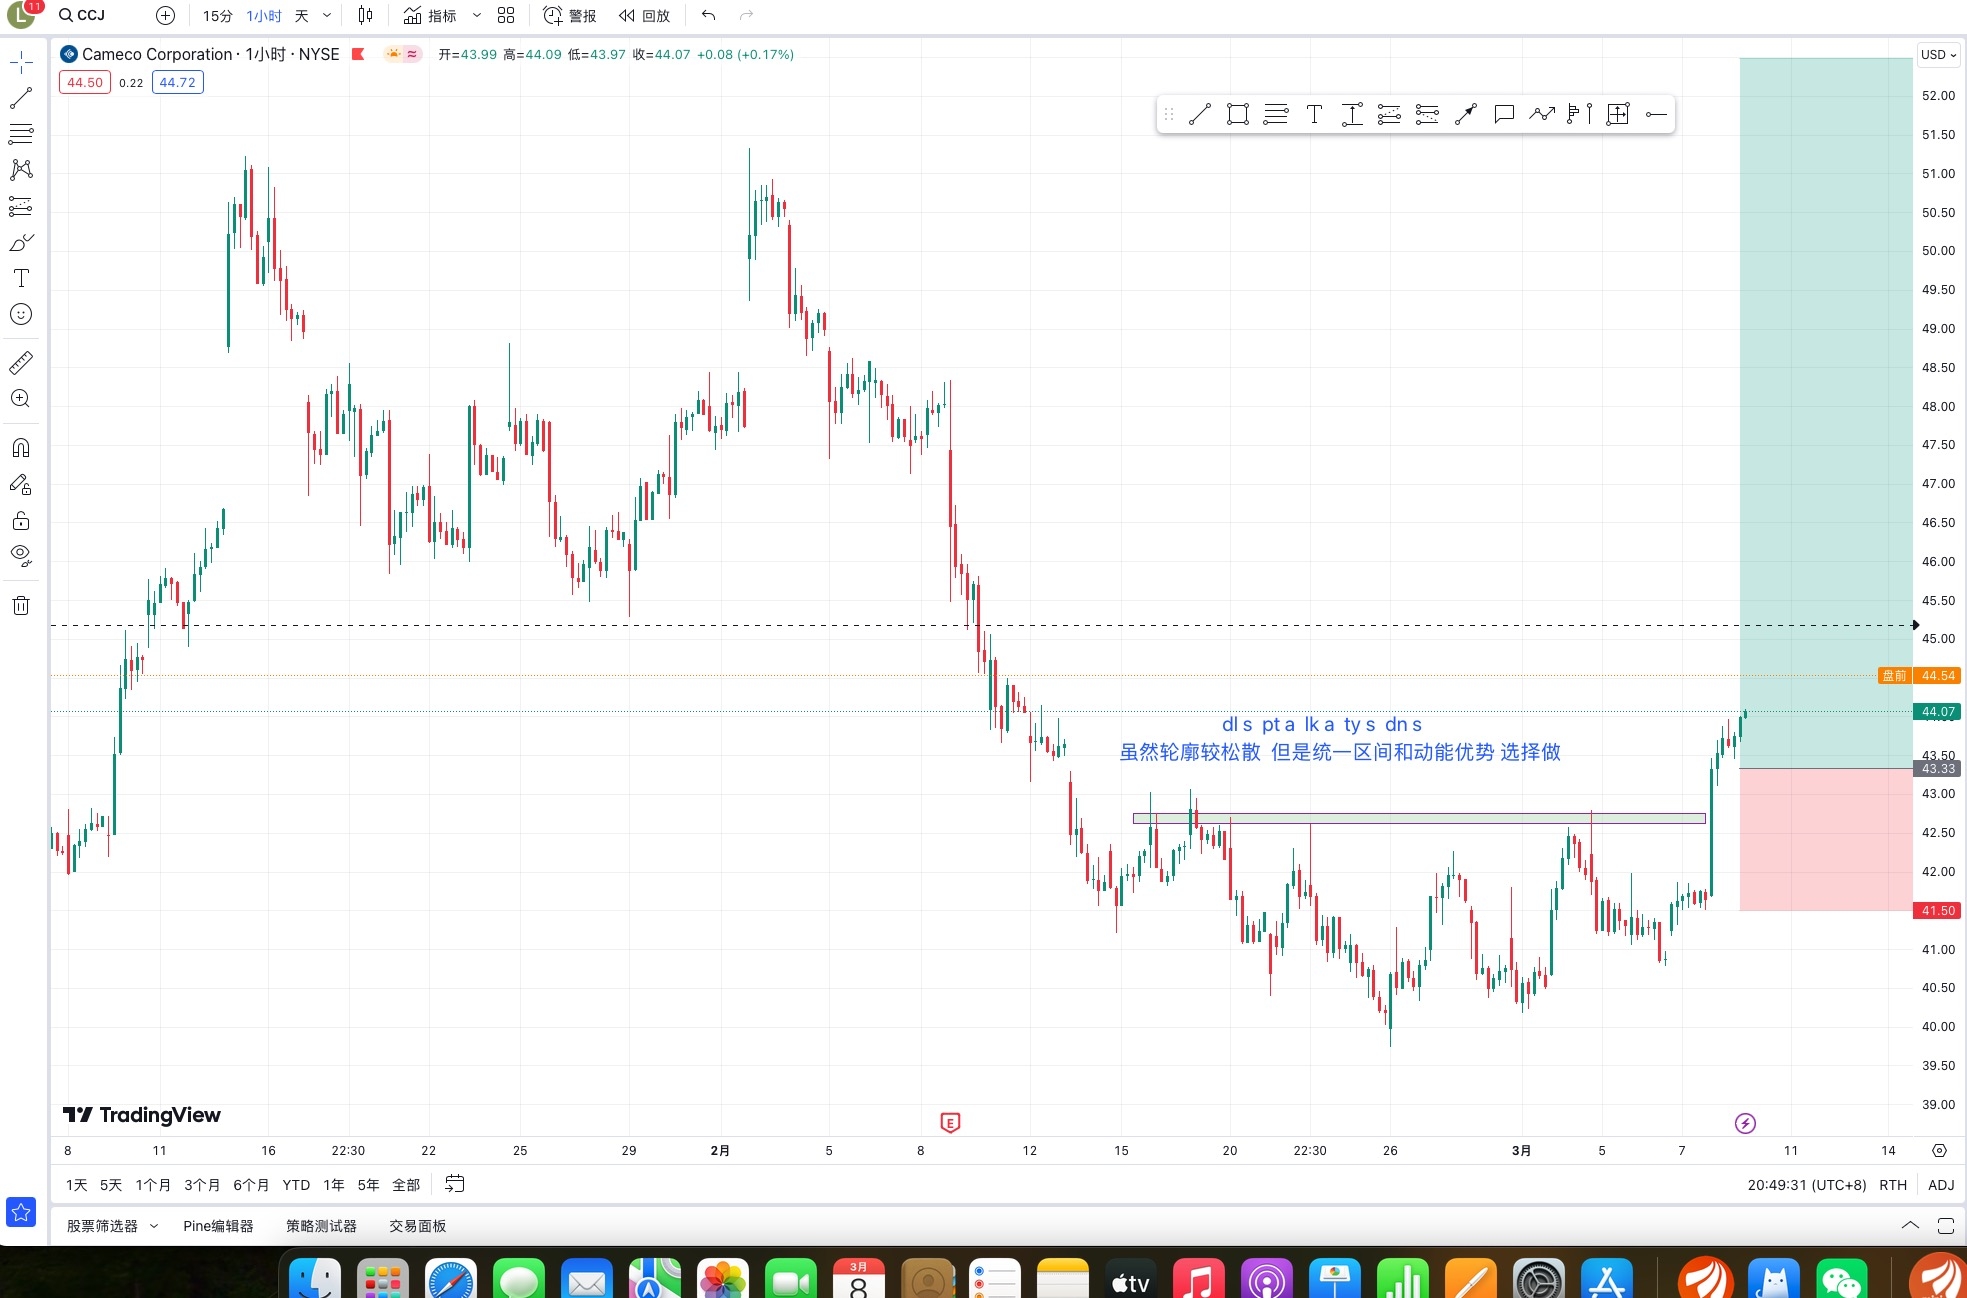 L 11 CCJ 15分 1小时 天 指标 警报 回放
Cameco Corporation · 1小时 · NYSE 开=43.99 高=44.09 低=43.97 收=44.07 +0.08 (+0.17%)
USD
44.50 0.22 44.72
52.00
51.50
51.00
50.50
50.00
49.50
49.00
48.50
48.00
47.50
47.00
46.50
46.00
45.50
45.00
盘前 44.54
44.07
dls pta lka tys dns
虽然轮廓较松散 但是统一区间和动能优势 选择做
43.50
43.33
43.00
42.50
42.00
41.50
41.00
40.50
40.00
39.50
39.00
TradingView
E
8 11 16 22:30 22 25 29 2月 5 8 12 15 20 22:30 26 3月 5 7 11 14
1天 5天 1个月 3个月 6个月 YTD 1年 5年 全部 20:49:31 (UTC+8) RTH ADJ
股票筛选器 Pine编辑器 策略测试器 交易面板
3月
8
tv